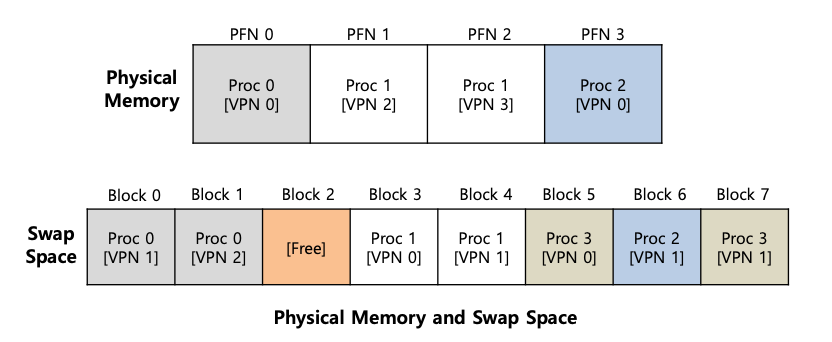 PFN 0 PFN 1 PFN 2 PFN 3
Physical
Memory
Proc 0
[VPN 0]
Proc 1
[VPN 2]
Proc 1
[VPN 3]
Proc 2
[VPN 0]
Block 0 Block 1 Block 2 Block 3 Block 4 Block 5 Block 6 Block 7
Swap
Space
Proc 0
[VPN 1]
Proc 0
[VPN 2]
[Free]
Proc 1
[VPN 0]
Proc 1
[VPN 1]
Proc 3
[VPN 0]
Proc 2
[VPN 1]
Proc 3
[VPN 1]
Physical Memory and Swap Space